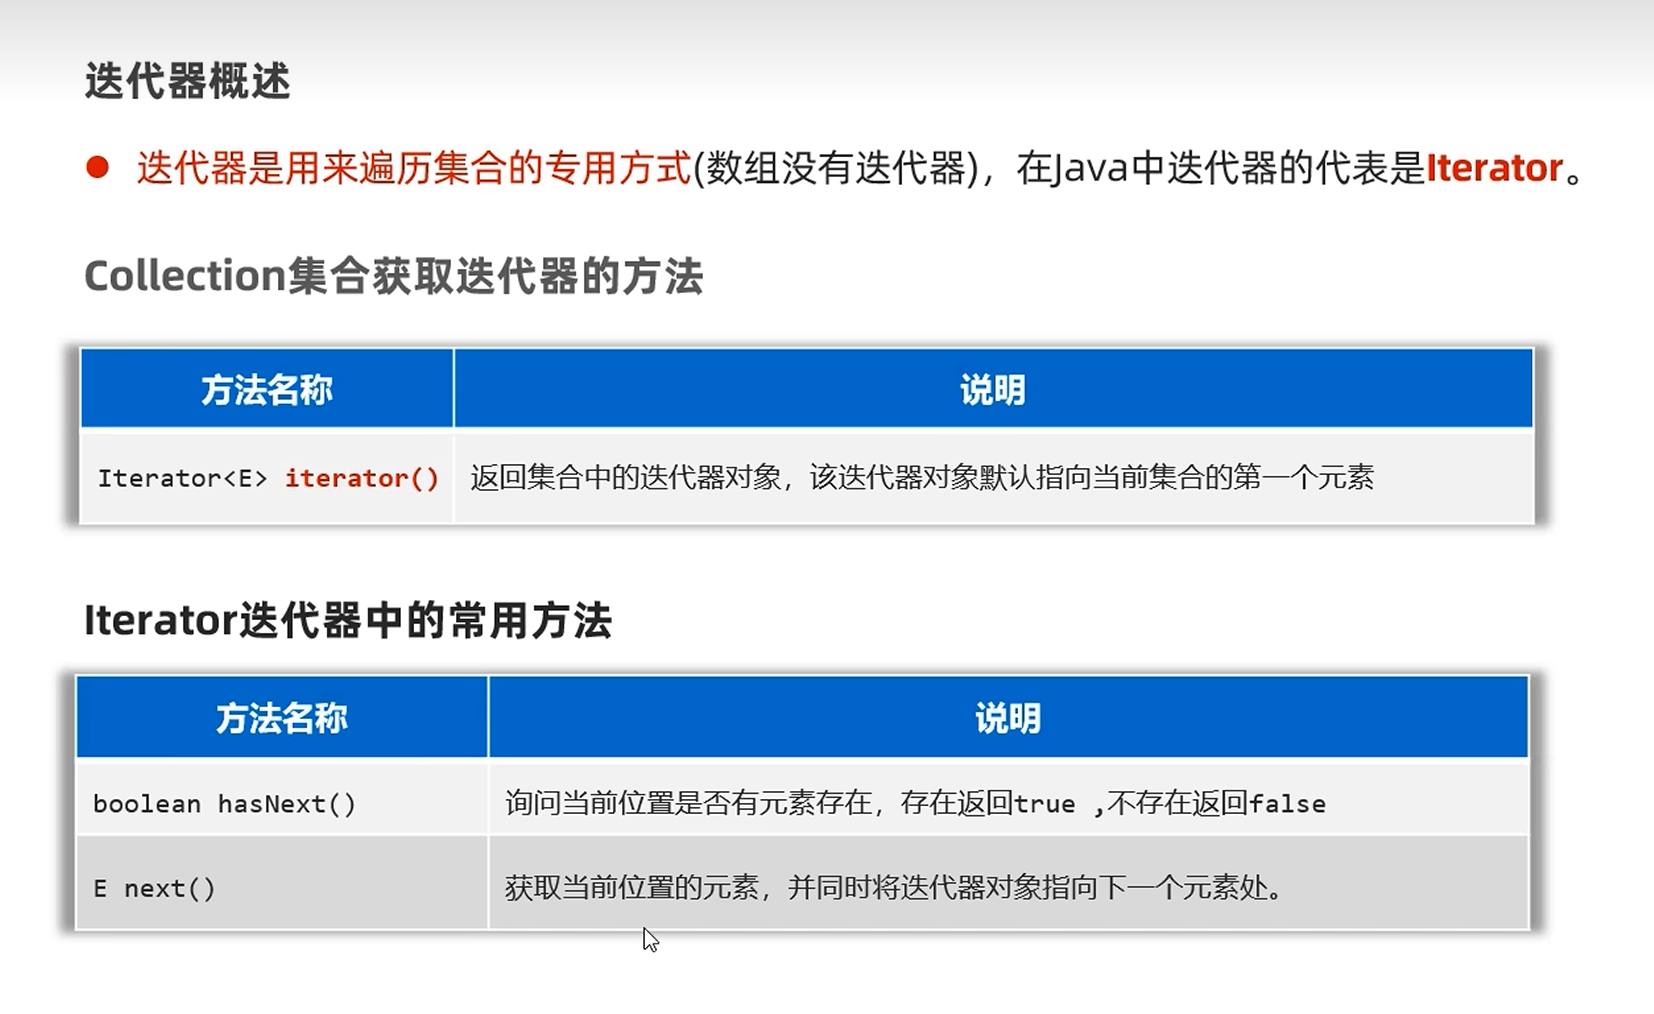 迭代器概述
迭代器是用来遍历集合的专用方式(数组没有迭代器)，在Java中迭代器的代表是Iterator。
Collection集合获取迭代器的方法
方法名称 说明
Iterator<E> iterator() 返回集合中的迭代器对象，该迭代器对象默认指向当前集合的第一个元素
Iterator迭代器中的常用方法
方法名称 说明
boolean hasNext() 询问当前位置是否有元素存在，存在返回true ,不存在返回false
E next() 获取当前位置的元素，并同时将迭代器对象指向下一个元素处。